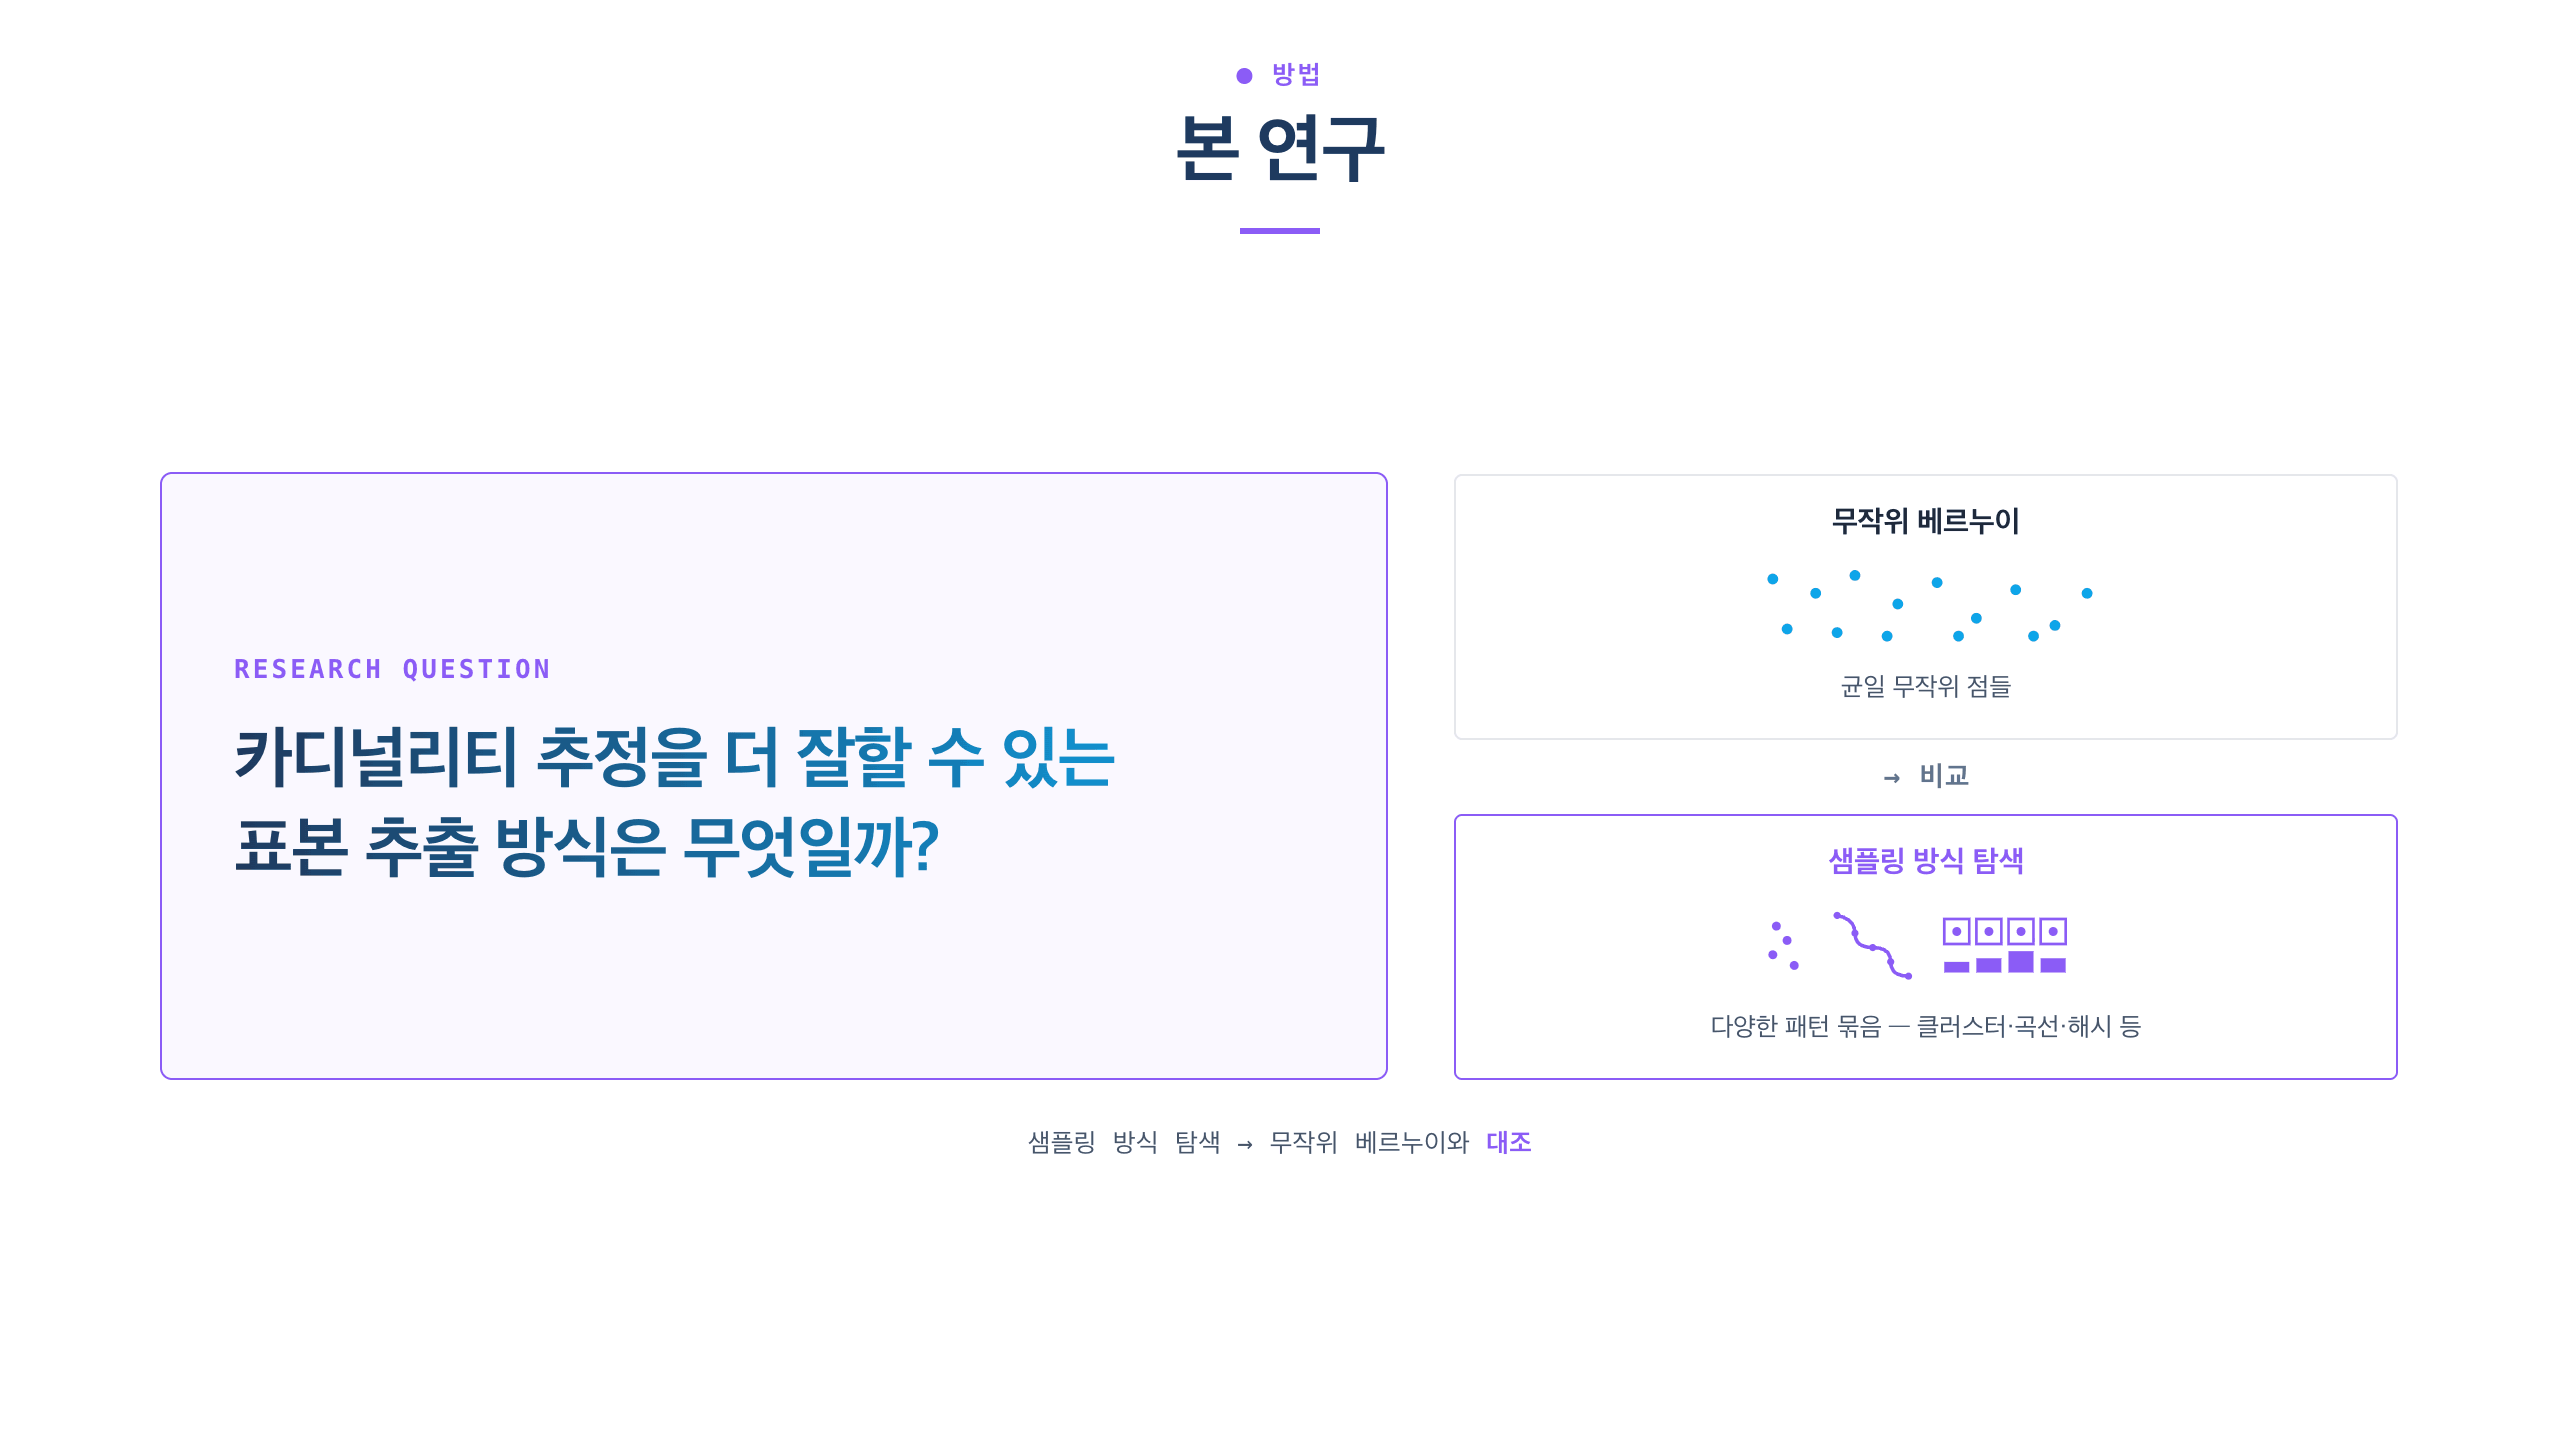 방법
본 연구
RESEARCH QUESTION
카디널리티 추정을 더 잘할 수 있는
표본 추출 방식은 무엇일까?
무작위 베르누이
균일 무작위 점들
→ 비교
샘플링 방식 탐색
다양한 패턴 묶음 — 클러스터·곡선·해시 등
샘플링 방식 탐색 → 무작위 베르누이와 대조